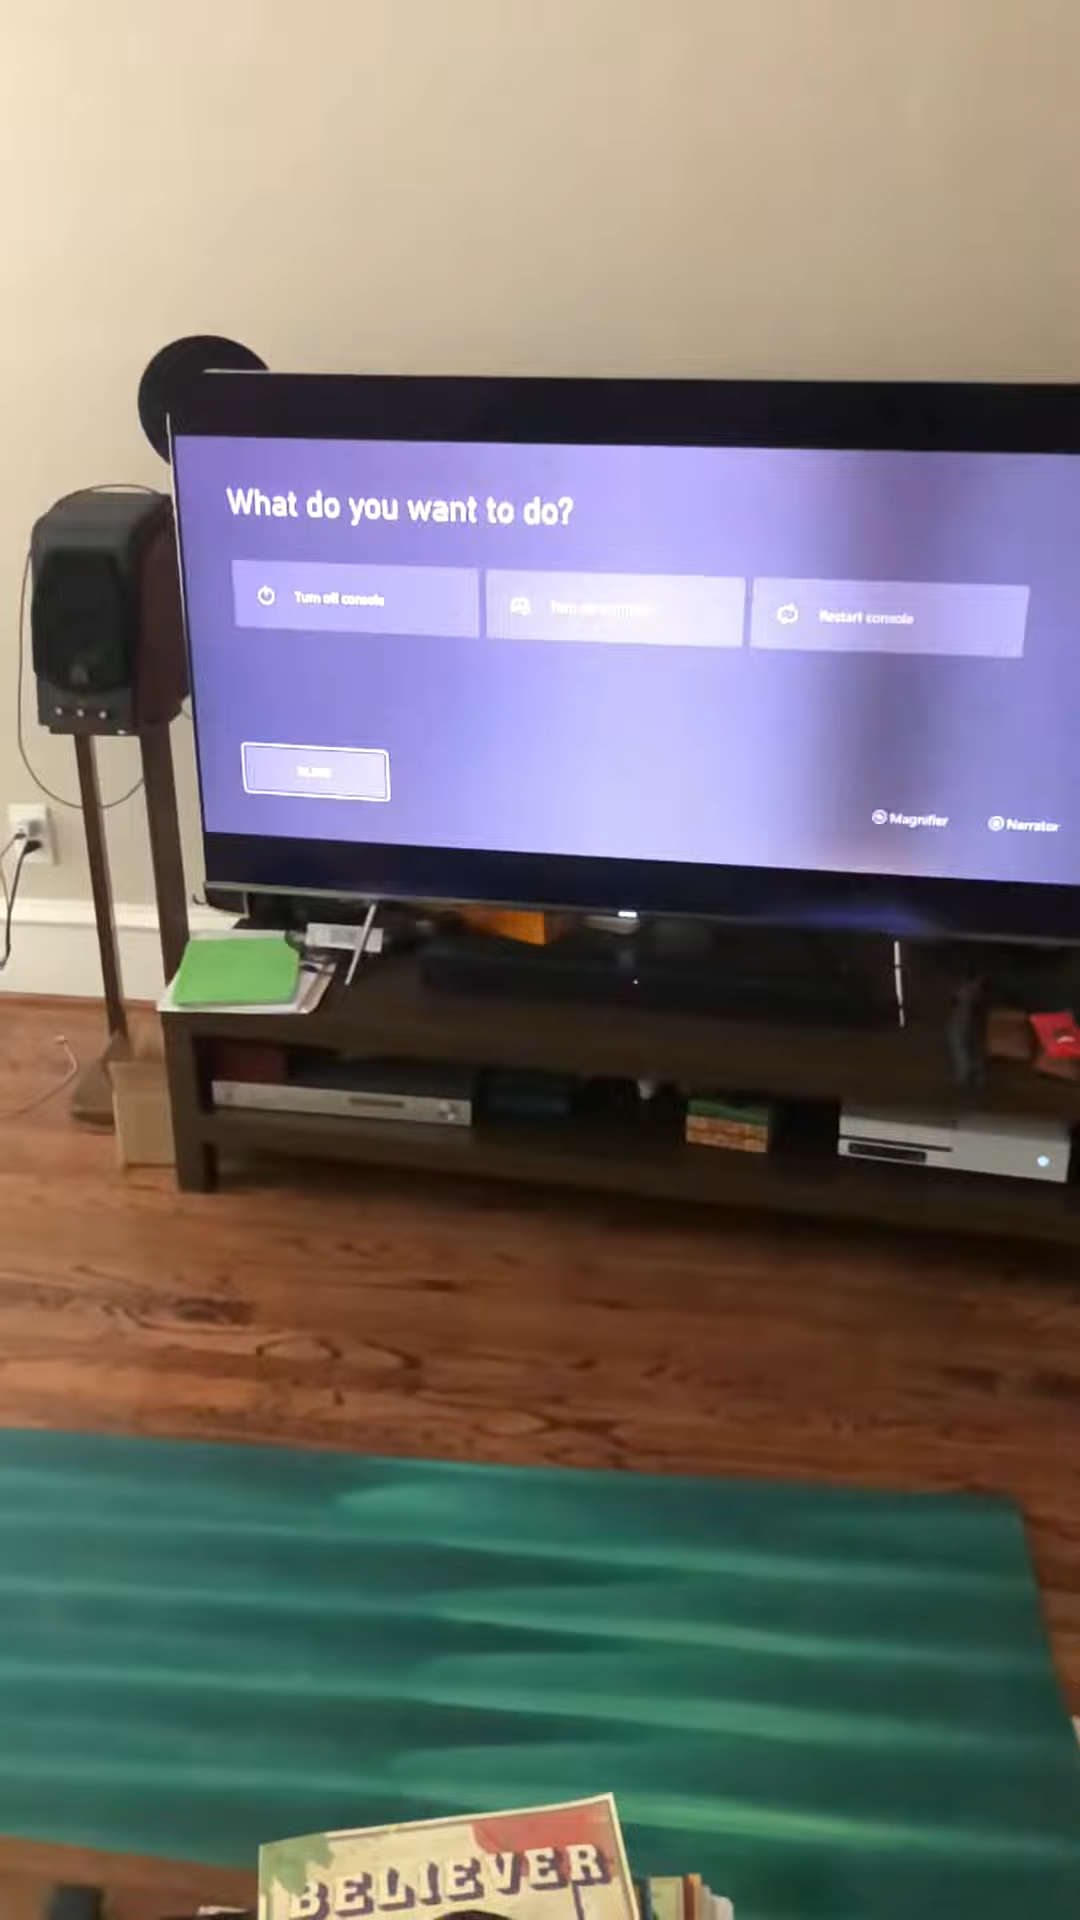 What do you want to do?
Turn off console
Restart console
Magnifier
Narrator
BELIEVER